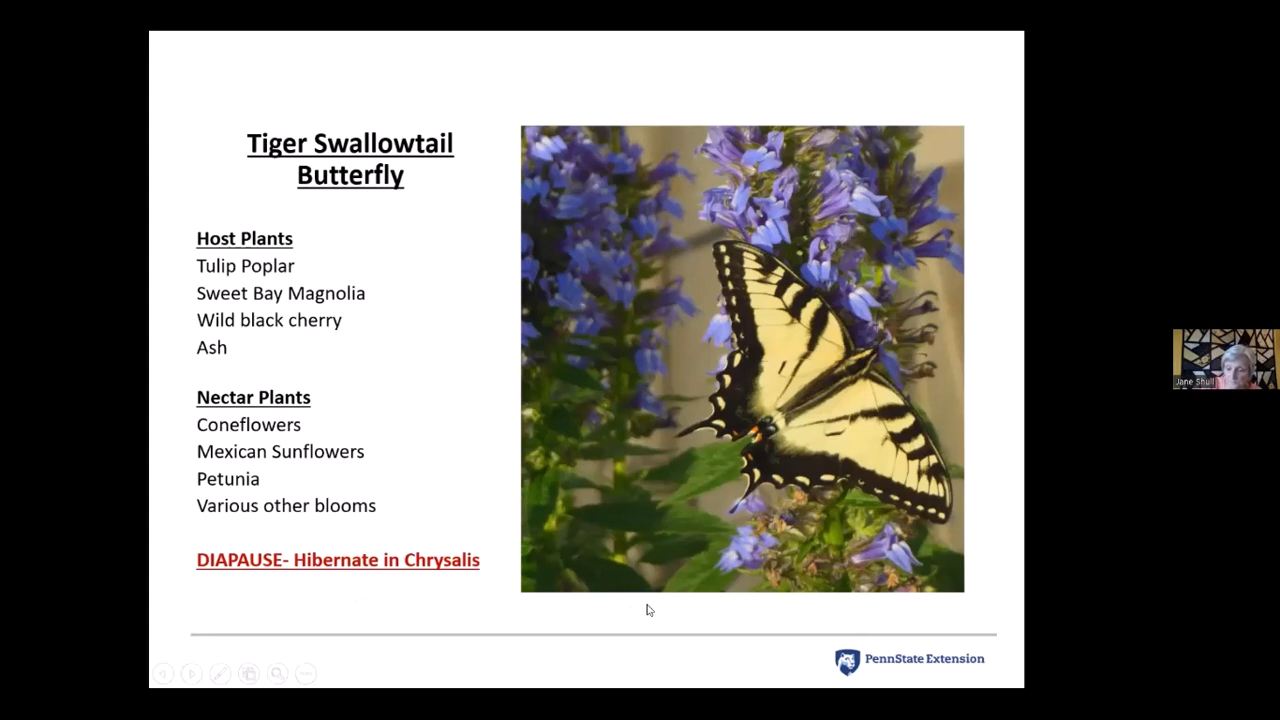 Tiger Swallowtail
Butterfly
Host Plants
Tulip Poplar
Sweet Bay Magnolia
Wild black cherry
Ash
Nectar Plants
Coneflowers
Mexican Sunflowers
Petunia
Various other blooms
DIAPAUSE- Hibernate in Chrysalis
PennState Extension
Jane Shull